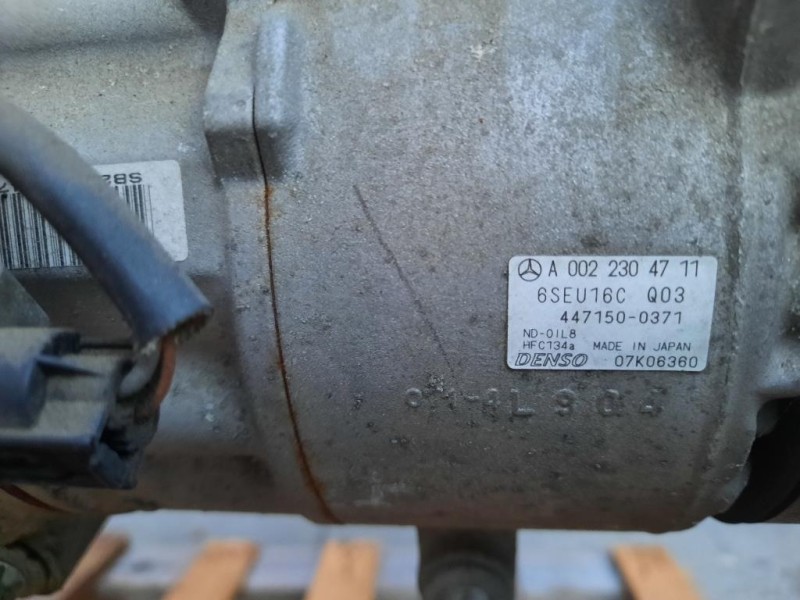 A 002 230 47 11
6SEU16C Q03
447150-0371
ND-OIL8
HFC134a MADE IN JAPAN
DENSO 07K06360